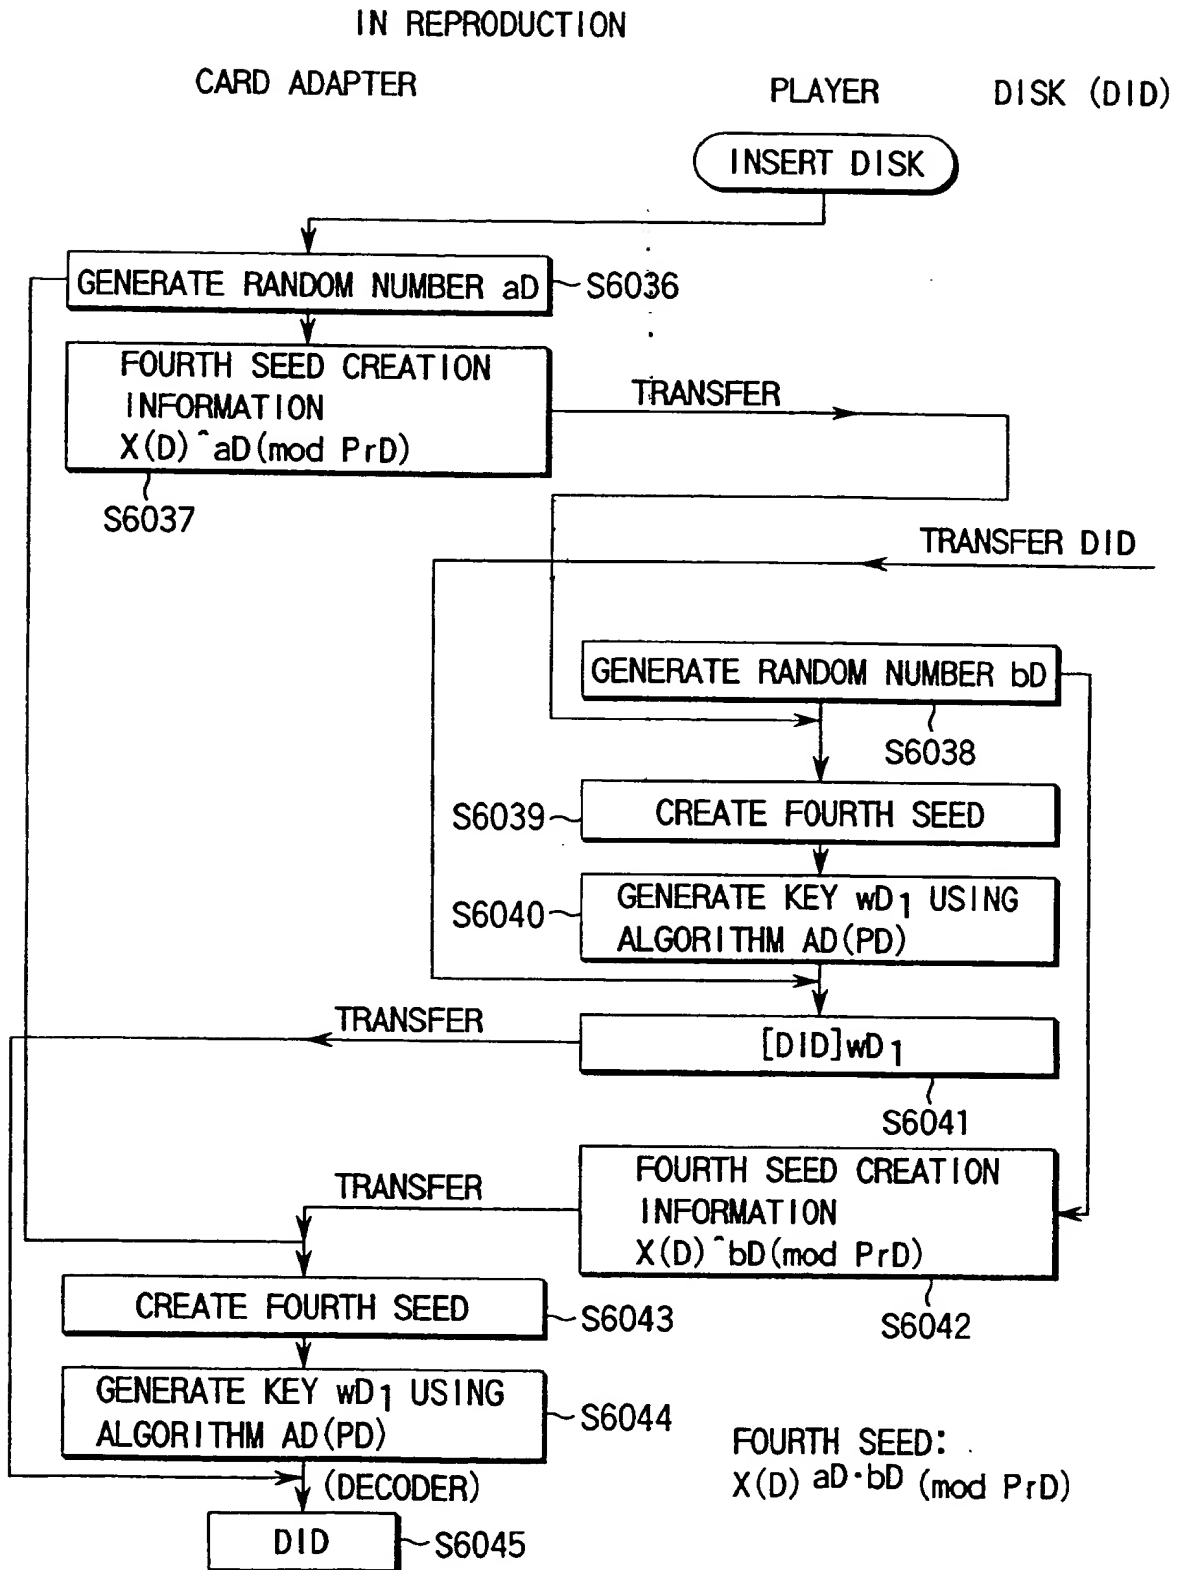 IN REPRODUCTION
CARD ADAPTER
PLAYER
DISK (DID)
INSERT DISK
GENERATE RANDOM NUMBER aD
S6036
FOURTH SEED CREATION
INFORMATION
X(D)^aD(mod PrD)
S6037
TRANSFER
TRANSFER DID
GENERATE RANDOM NUMBER bD
S6038
S6039
CREATE FOURTH SEED
S6040
GENERATE KEY wD1 USING
ALGORITHM AD(PD)
TRANSFER
[DID]wD1
S6041
TRANSFER
FOURTH SEED CREATION
INFORMATION
X(D)^bD(mod PrD)
S6042
CREATE FOURTH SEED
S6043
GENERATE KEY wD1 USING
ALGORITHM AD(PD)
S6044
(DECODER)
DID
S6045
FOURTH SEED:
X(D) aD·bD (mod PrD)